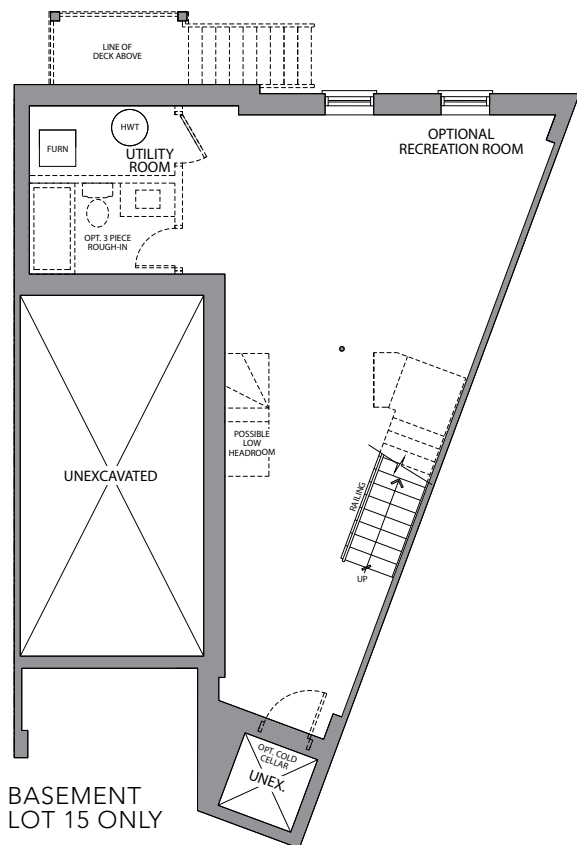 LINE OF
DECK ABOVE
HWT
FURN
UTILITY
ROOM
OPTIONAL
RECREATION ROOM
OPT. 3 PIECE
ROUGH-IN
POSSIBLE
LOW
HEADROOM
UNEXCAVATED
RAILING
UP
OPT. COLD
CELLAR
UNEX.
BASEMENT
LOT 15 ONLY